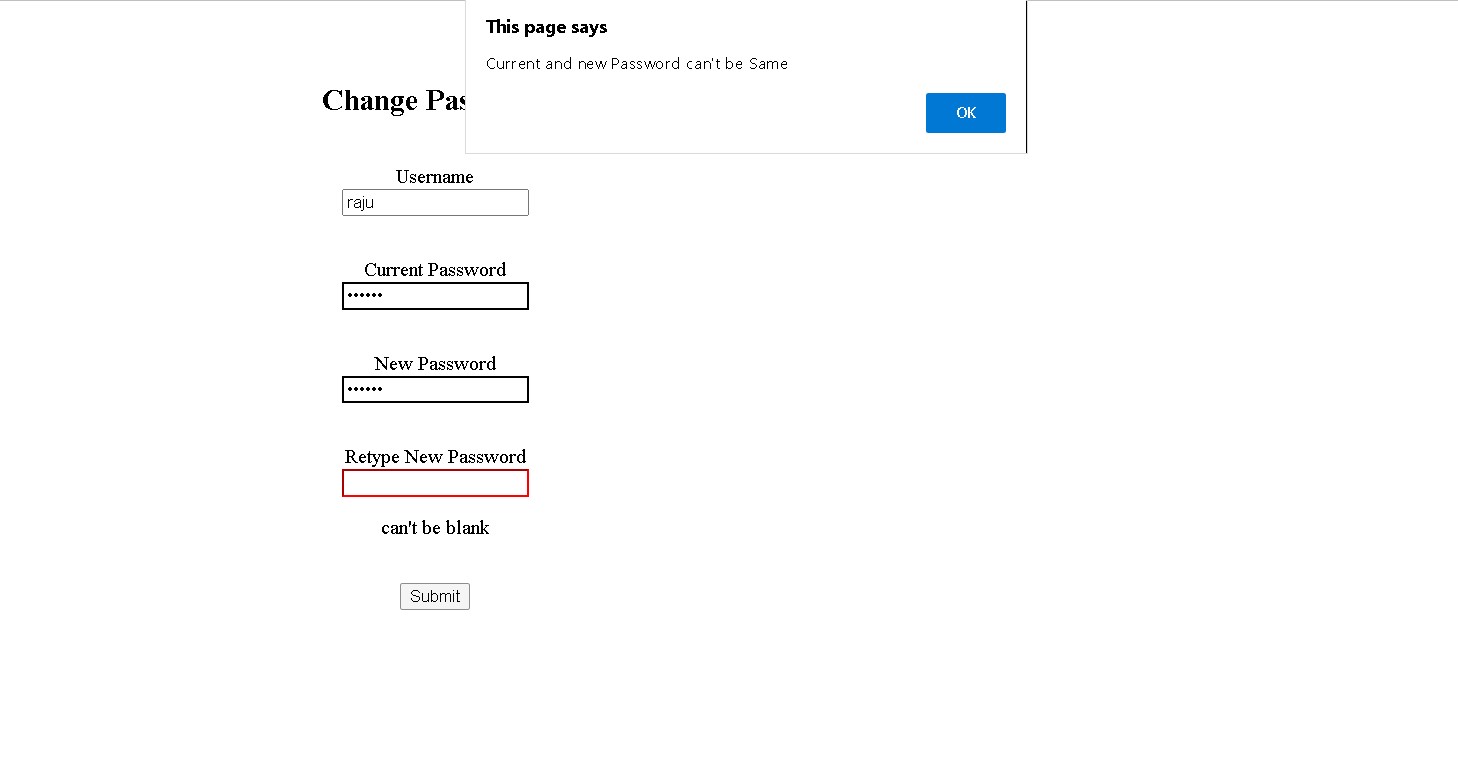 This page says
Current and new Password can't be Same
OK
Change Pas
Username
raju
Current Password
••••••
New Password
••••••
Retype New Password
can't be blank
Submit